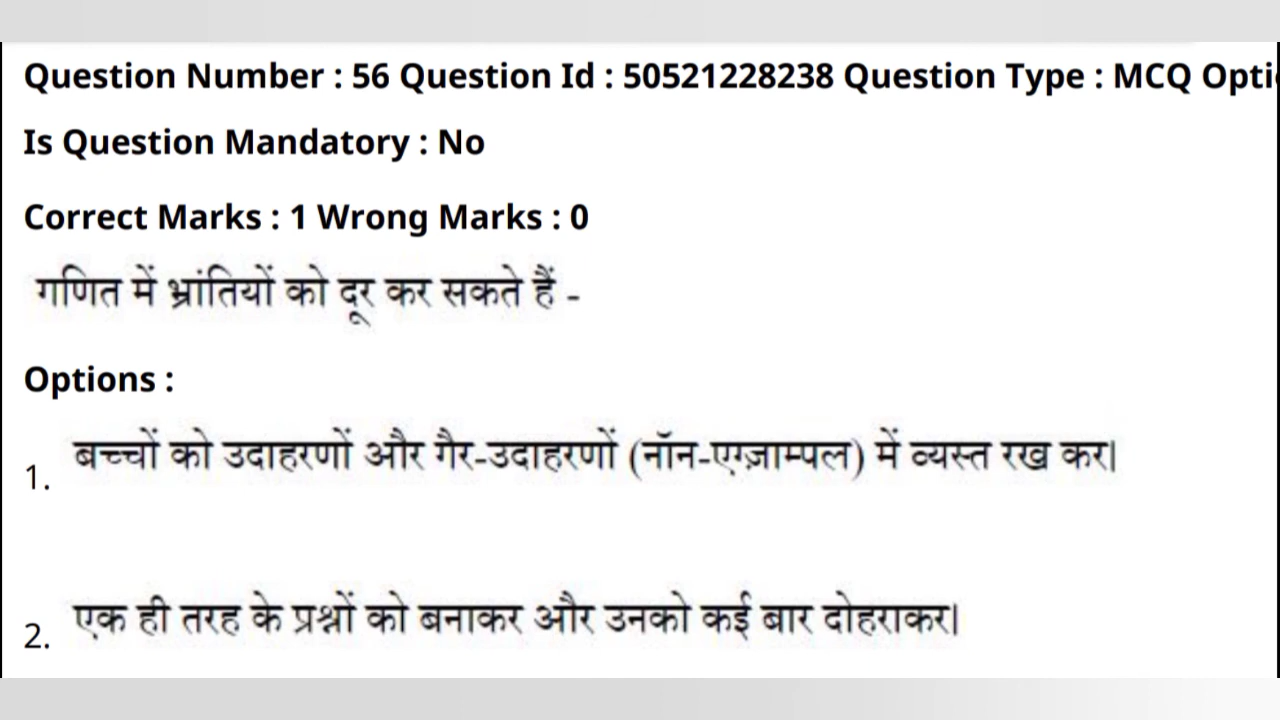 Question Number : 56 Question Id : 50521228238 Question Type : MCQ Opti
Is Question Mandatory : No
Correct Marks : 1 Wrong Marks : 0
गणित में भ्रांतियों को दूर कर सकते हैं -
Options :
1. बच्चों को उदाहरणों और गैर-उदाहरणों (नॉन-एग्ज़ाम्पल) में व्यस्त रख कर।
2. एक ही तरह के प्रश्नों को बनाकर और उनको कई बार दोहराकर।